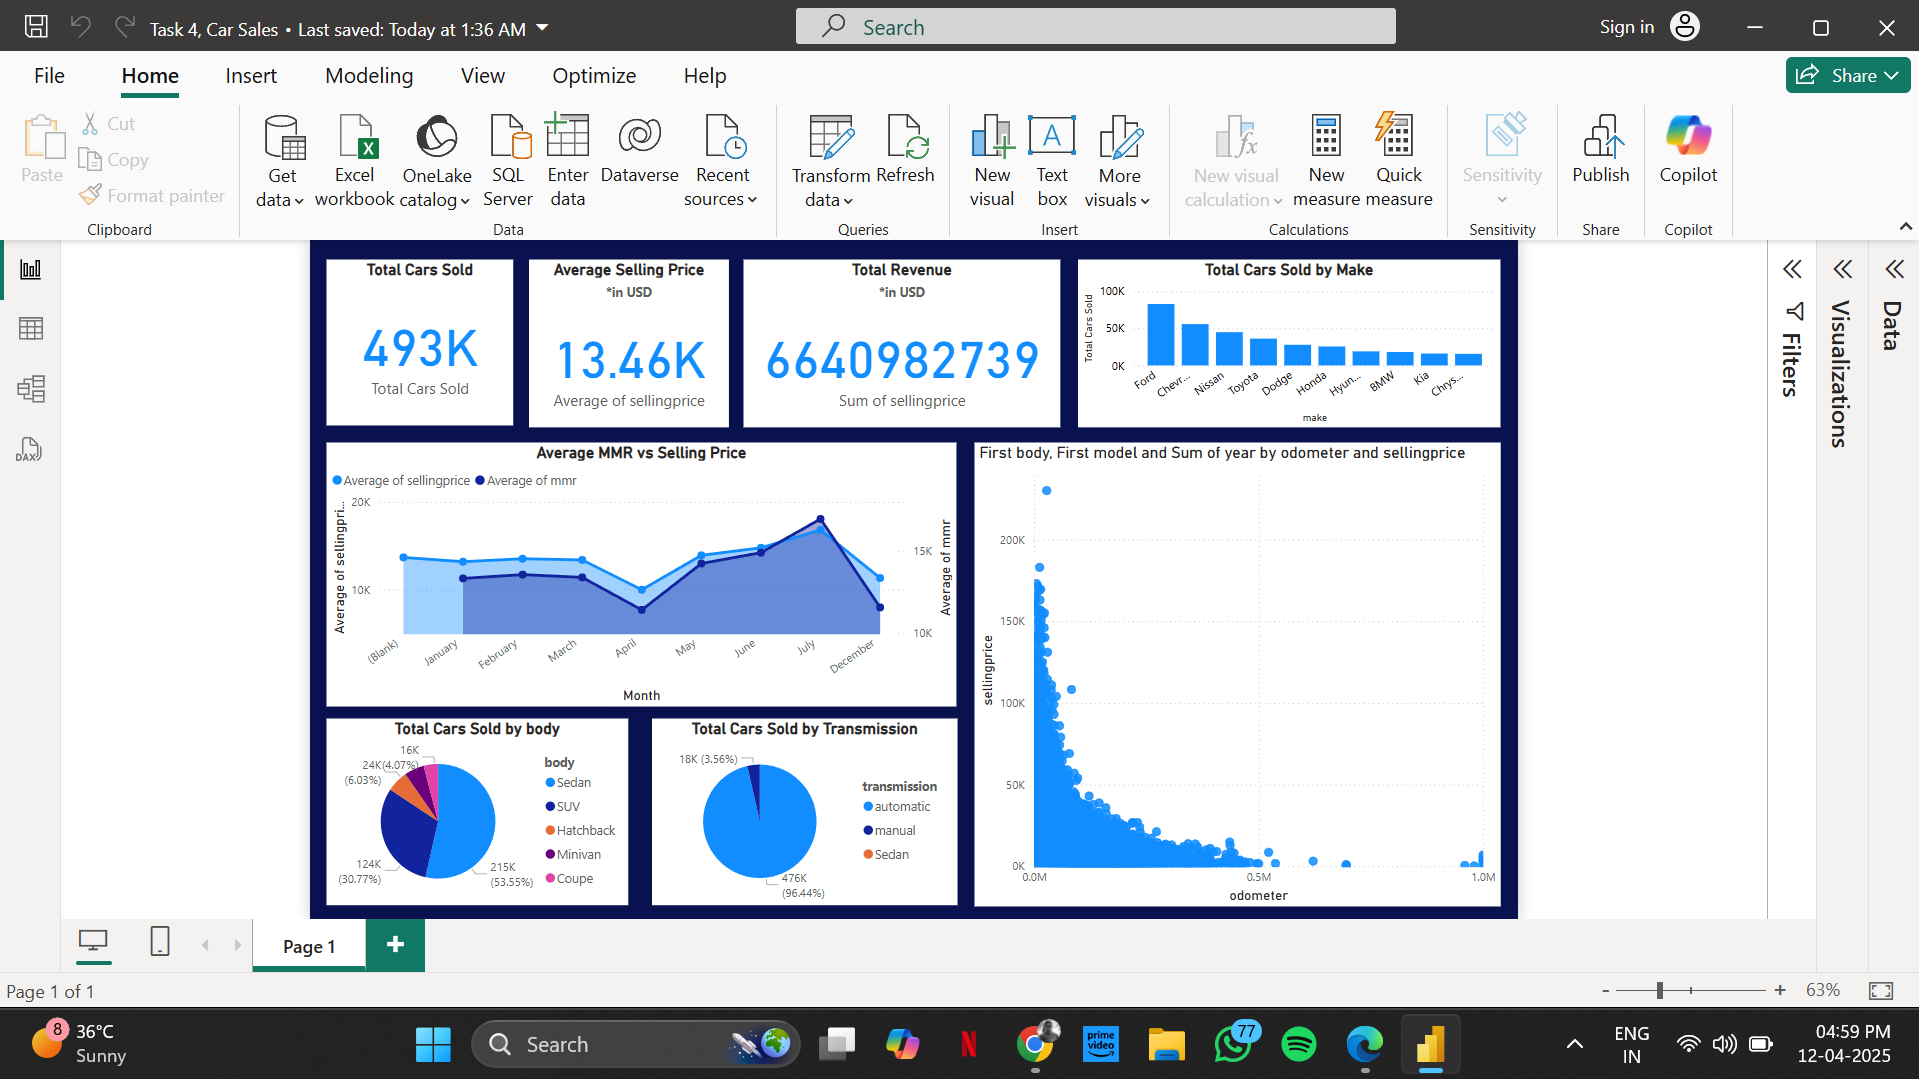 Task 4, Car Sales • Last saved: Today at 1:36 AM
Search
Sign in
File
Home
Insert
Modeling
View
Optimize
Help
Share
Paste
Cut
Copy
Format painter
Clipboard
Get data
Excel workbook
OneLake catalog
SQL Server
Enter data
Dataverse
Recent sources
Data
Transform data
Refresh
Queries
New visual
Text box
More visuals
Insert
New visual calculation
New measure
Quick measure
Calculations
Sensitivity
Sensitivity
Publish
Share
Copilot
Copilot
DAX
Total Cars Sold
493K
Total Cars Sold
Average Selling Price
*in USD
13.46K
Average of sellingprice
Total Revenue
*in USD
6640982739
Sum of sellingprice
Total Cars Sold by Make
Total Cars Sold
100K
50K
0K
Ford
Chevr...
Nissan
Toyota
Dodge
Honda
Hyun...
BMW
Kia
Chrys...
make
Average MMR vs Selling Price
Average of sellingprice
Average of mmr
Average of sellingpri...
20K
10K
15K
10K
Average of mmr
(Blank)
January
February
March
April
May
June
July
December
Month
First body, First model and Sum of year by odometer and sellingprice
sellingprice
200K
150K
100K
50K
0K
0.0M
0.5M
1.0M
odometer
Total Cars Sold by body
16K
(4.07%)
24K
(6.03%)
124K
(30.77%)
215K
(53.55%)
body
Sedan
SUV
Hatchback
Minivan
Coupe
Total Cars Sold by Transmission
18K (3.56%)
476K
(96.44%)
transmission
automatic
manual
Sedan
Filters
Visualizations
Data
Page 1
+
Page 1 of 1
- + 63%
8
36°C
Sunny
Search
N
prime video
77
ENG
IN
04:59 PM
12-04-2025